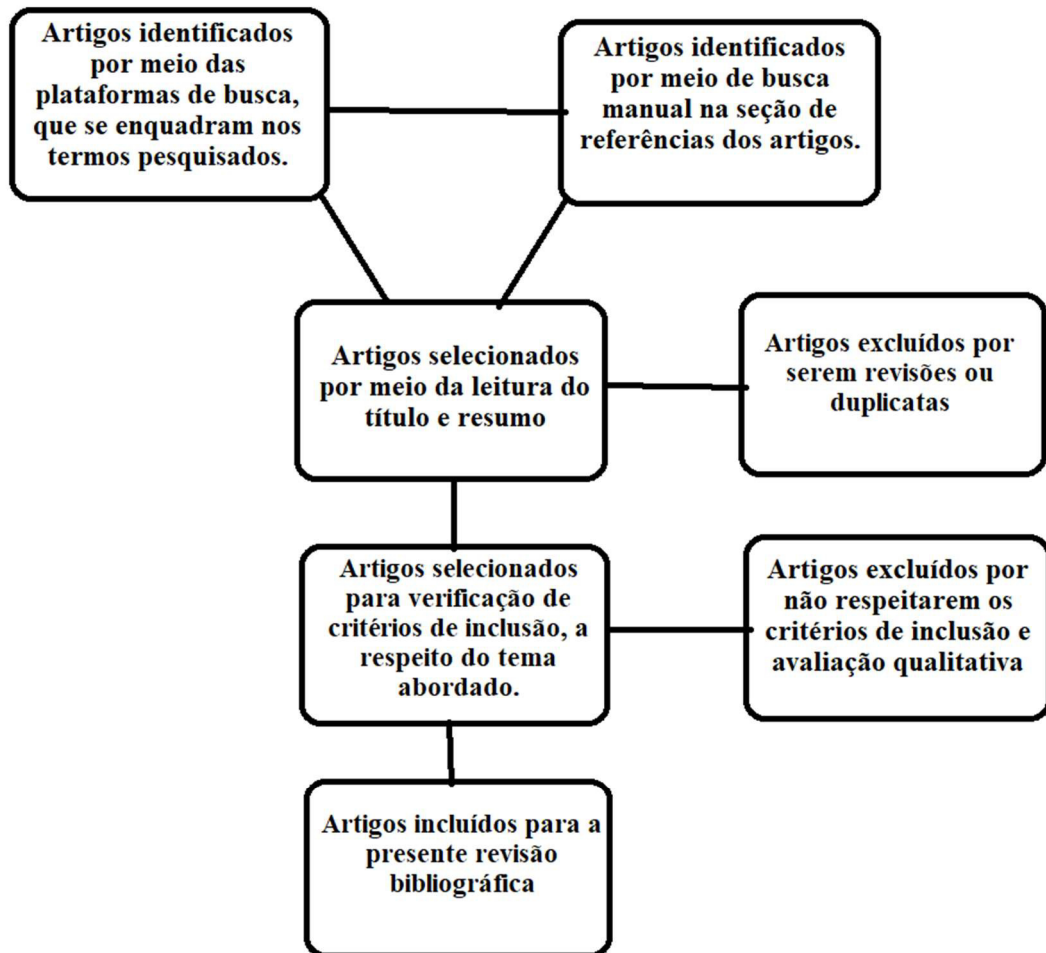 Artigos identificados
por meio das
plataformas de busca,
que se enquadram nos
termos pesquisados.
Artigos identificados
por meio de busca
manual na seção de
referências dos artigos.
Artigos selecionados
por meio da leitura do
título e resumo
Artigos excluídos por
serem revisões ou
duplicatas
Artigos selecionados
para verificação de
critérios de inclusão, a
respeito do tema
abordado.
Artigos excluídos por
não respeitarem os
critérios de inclusão e
avaliação qualitativa
Artigos incluídos para a
presente revisão
bibliográfica